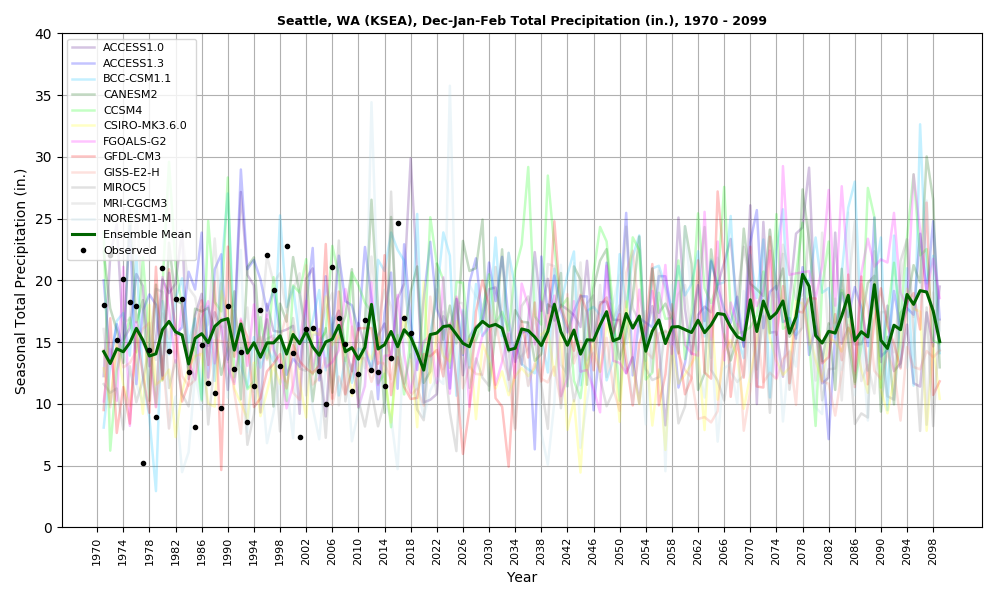 Seattle, WA (KSEA), Dec-Jan-Feb Total Precipitation (in.), 1970 - 2099
Seasonal Total Precipitation (in.)
40
35
30
25
20
15
10
5
0
ACCESS1.0
ACCESS1.3
BCC-CSM1.1
CANESM2
CCSM4
CSIRO-MK3.6.0
FGOALS-G2
GFDL-CM3
GISS-E2-H
MIROC5
MRI-CGCM3
NORESM1-M
Ensemble Mean
Observed
1970 1974 1978 1982 1986 1990 1994 1998 2002 2006 2010 2014 2018 2022 2026 2030 2034 2038 2042 2046 2050 2054 2058 2062 2066 2070 2074 2078 2082 2086 2090 2094 2098
Year